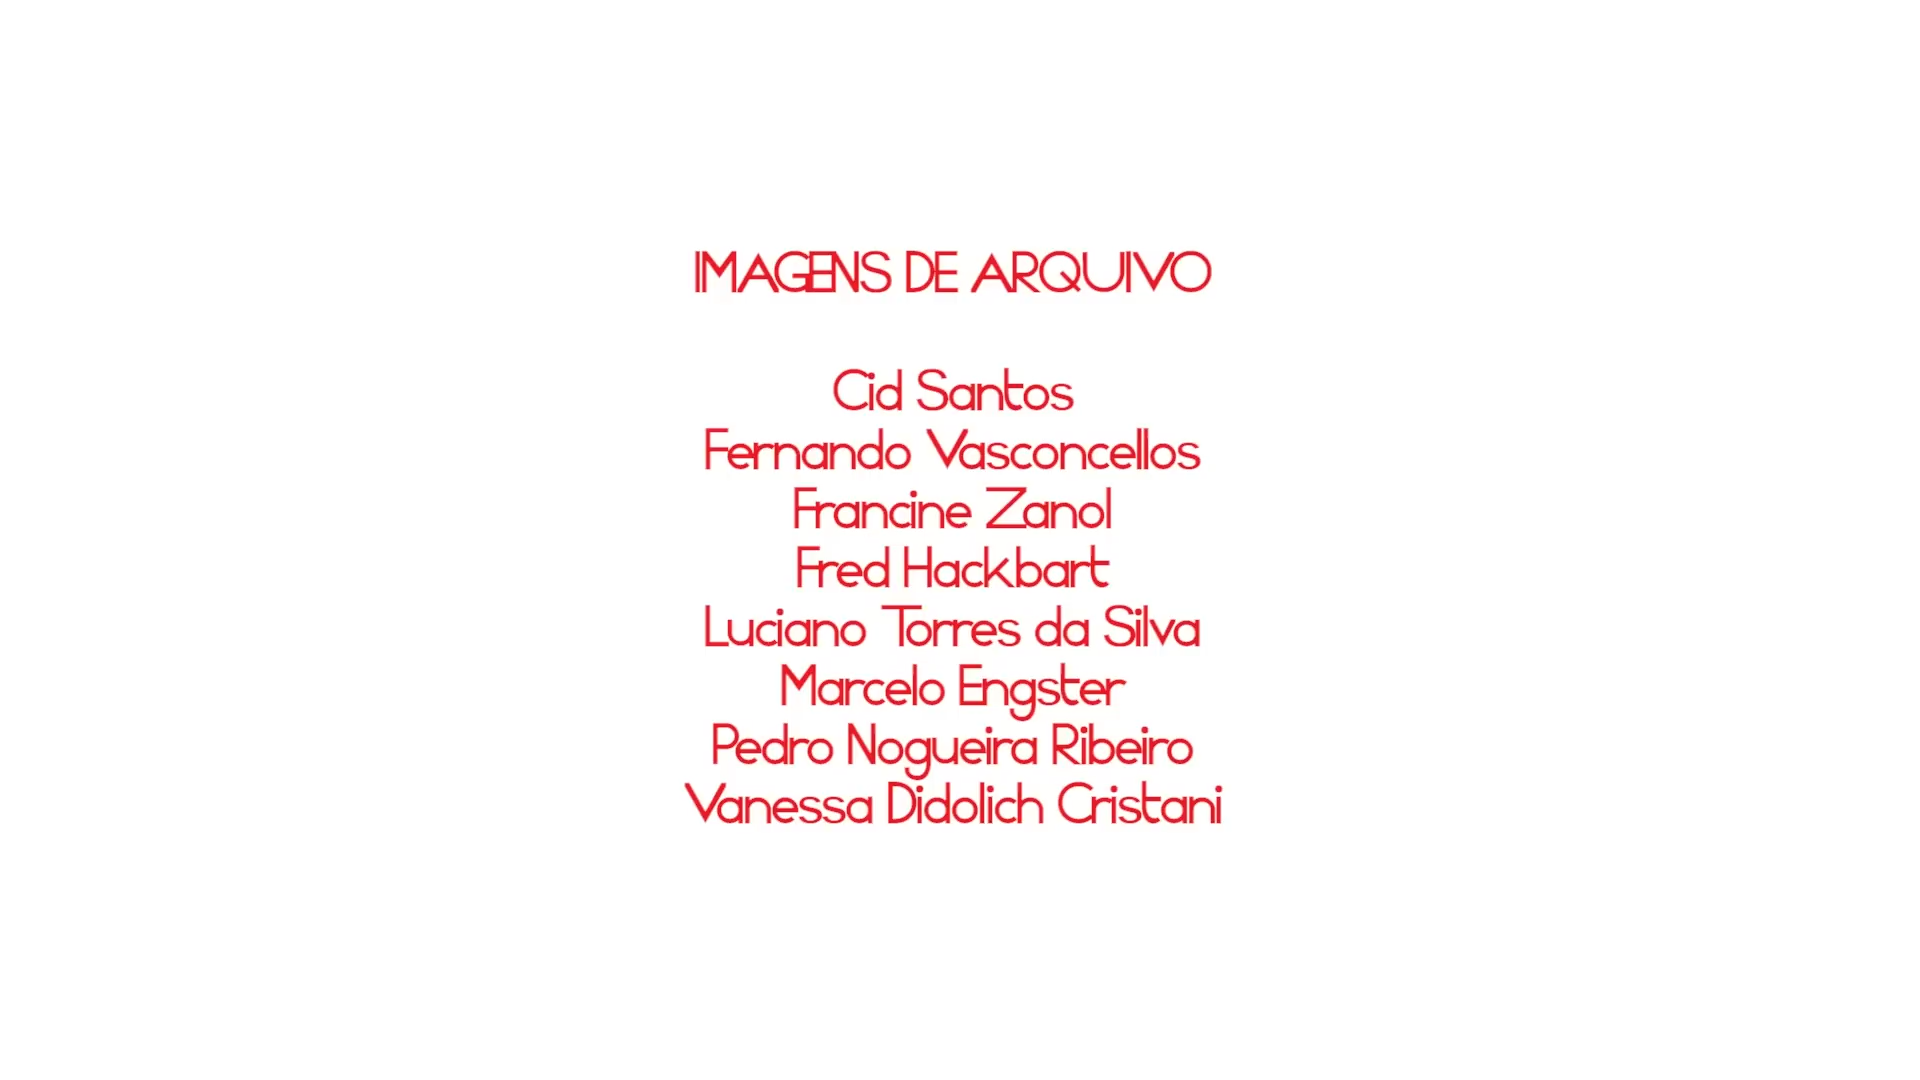 IMAGENS DE ARQUIVO
Cid Santos
Fernando Vasconcellos
Francine Zanol
Fred Hackbart
Luciano Torres da Silva
Marcelo Engster
Pedro Nogueira Ribeiro
Vanessa Didolich Cristani